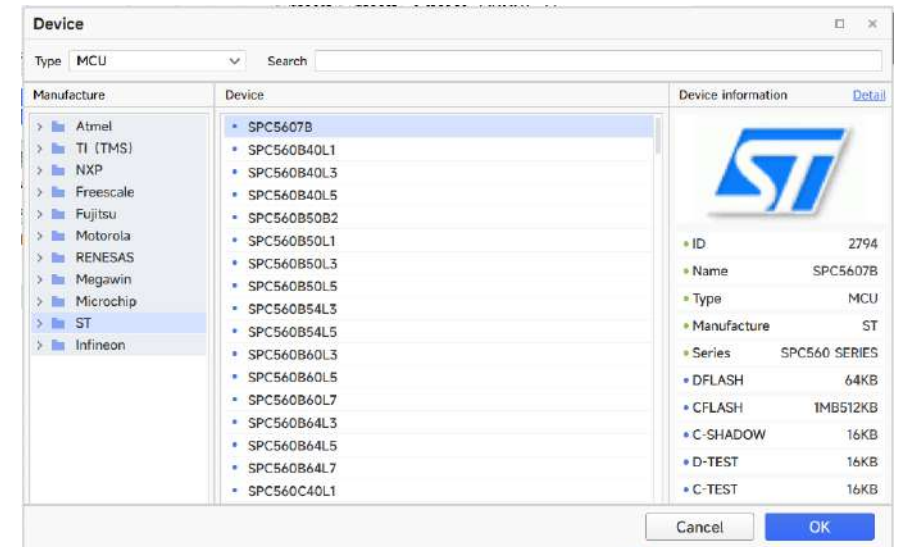 Device
Type MCU Search
Manufacture Device Device information Detail
Atmel
TI (TMS)
NXP
Freescale
Fujitsu
Motorola
RENESAS
Megawin
Microchip
ST
Infineon
SPC5607B
SPC560B40L1
SPC560B40L3
SPC560B40L5
SPC560B50B2
SPC560B50L1
SPC560B50L3
SPC560B50L5
SPC560B54L3
SPC560B54L5
SPC560B60L3
SPC560B60L5
SPC560B60L7
SPC560B64L3
SPC560B64L5
SPC560B64L7
SPC560C40L1
ST
ID 2794
Name SPC5607B
Type MCU
Manufacture ST
Series SPC560 SERIES
DFLASH 64KB
CFLASH 1MB512KB
C-SHADOW 16KB
D-TEST 16KB
C-TEST 16KB
Cancel OK